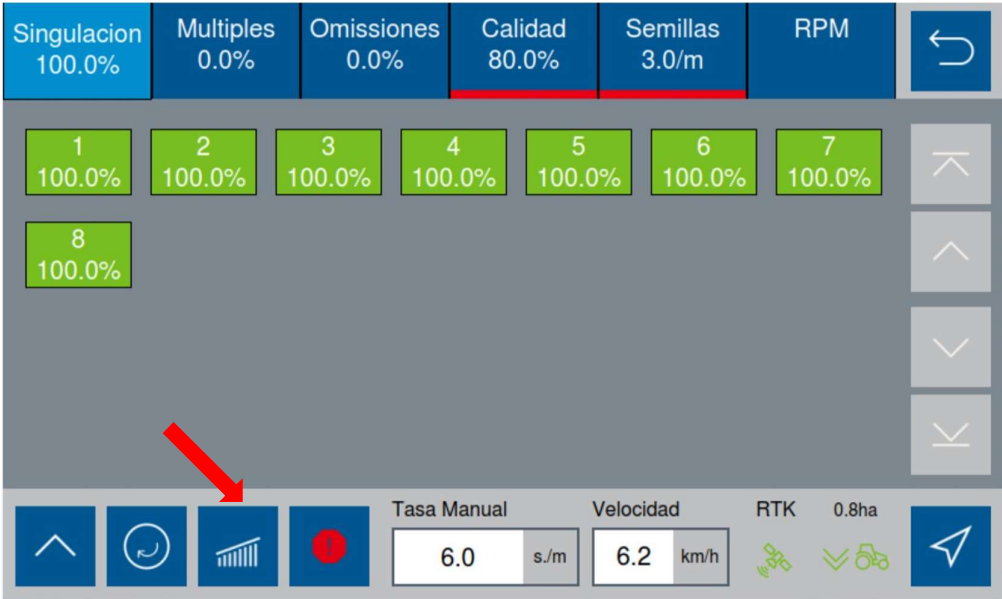 Singulacion
100.0%
Multiples
0.0%
Omissiones
0.0%
Calidad
80.0%
Semillas
3.0/m
RPM
1
100.0%
2
100.0%
3
100.0%
4
100.0%
5
100.0%
6
100.0%
7
100.0%
8
100.0%
Tasa Manual
6.0 s./m
Velocidad
6.2 km/h
RTK
0.8ha